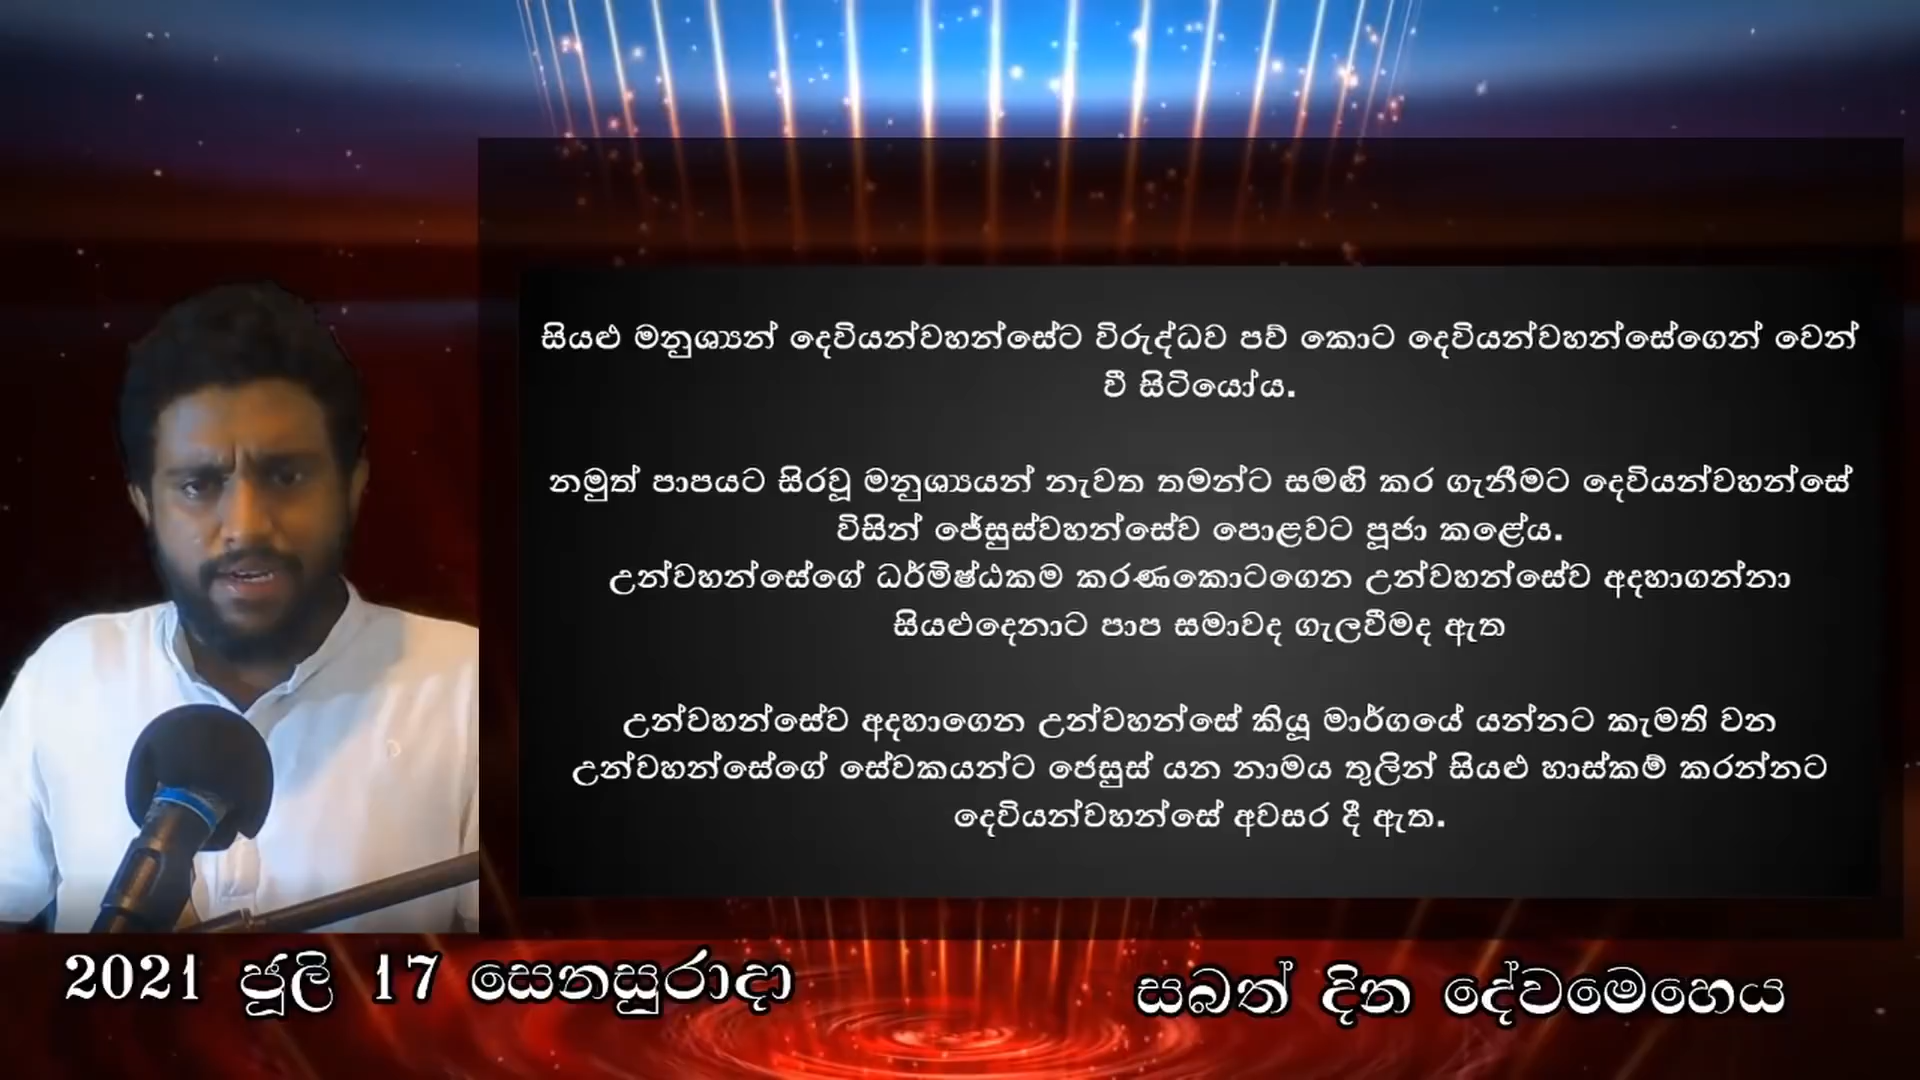 සියළු මනුශ්‍යන් දෙවියන්වහන්සේට විරුද්ධව පව් කොට දෙවියන්වහන්සේගෙන් වෙන්
වී සිටියෝය.
නමුත් පාපයට සිරවූ මනුශ්‍යයන් නැවත තමන්ට සමඟි කර ගැනීමට දෙවියන්වහන්සේ
විසින් ජේසුස්වහන්සේව පොළවට පූජා කළේය.
උන්වහන්සේගේ ධර්මිෂ්ඨකම කරණකොටගෙන උන්වහන්සේව අදහාගන්නා
සියළුදෙනාට පාප සමාවද ගැලවීමද ඇත
උන්වහන්සේව අදහාගෙන උන්වහන්සේ කියූ මාර්ගයේ යන්නට කැමති වන
උන්වහන්සේගේ සේවකයන්ට ජෙසුස් යන නාමය තුලින් සියළු හාස්කම් කරන්නට
දෙවියන්වහන්සේ අවසර දී ඇත.
2021 ජූලි 17 සෙනසුරාදා
සබත් දින දේවමෙහෙය